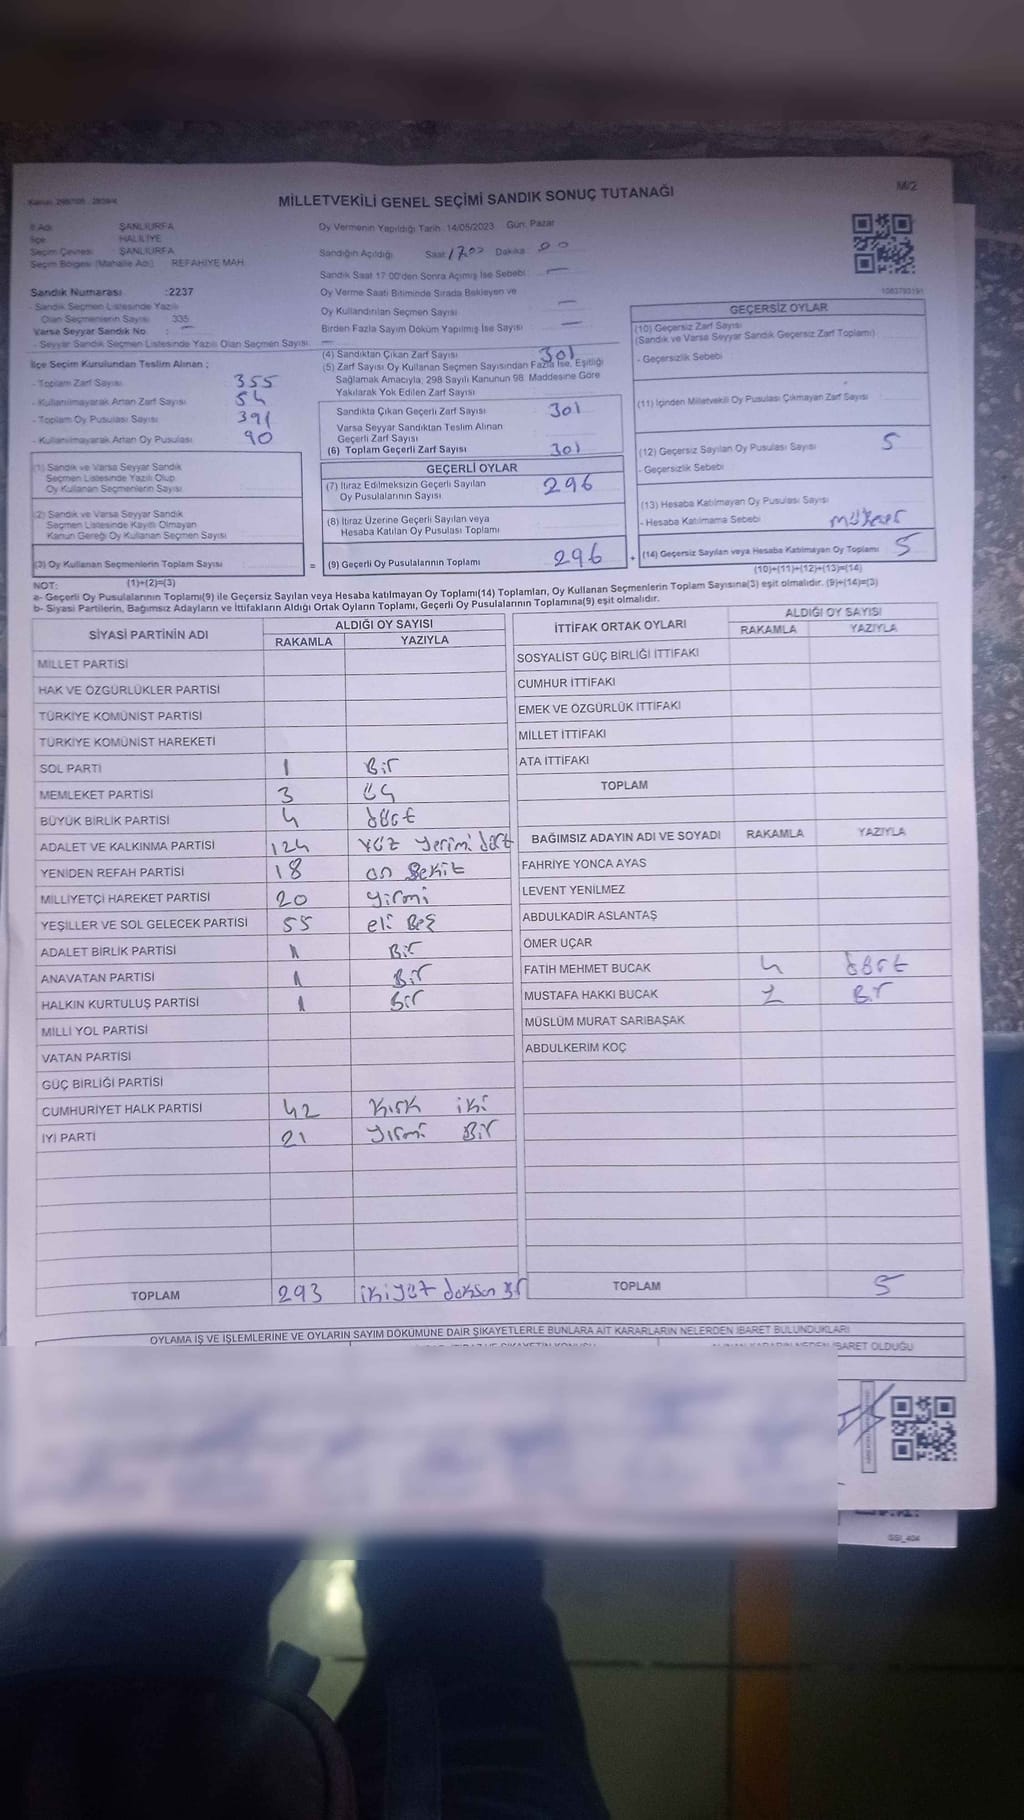 MİLLETVEKİLİ GENEL SEÇİMİ SANDIK SONUÇ TUTANAĞI
M/2
İl Adı ŞANLIURFA
İlçe HALİLİYE
Seçim Çevresi ŞANLIURFA
Seçim Bölgesi (Mahalle Adı) REFAHİYE MAH.
Sandık Numarası :2237
- Sandık Seçmen Listesinde Yazılı
Olan Seçmenlerin Sayısı 335
Varsa Seyyar Sandık No : -
- Seyyar Sandık Seçmen Listesinde Yazılı Olan Seçmen Sayısı: -
İlçe Seçim Kurulundan Teslim Alınan ;
- Toplam Zarf Sayısı 355
- Kullanılmayarak Artan Zarf Sayısı 54
- Toplam Oy Pusulası Sayısı 391
- Kullanılmayarak Artan Oy Pusulası 90
(1) Sandık ve Varsa Seyyar Sandık
Seçmen Listesinde Yazılı Olup
Oy Kullanan Seçmenlerin Sayısı
(2) Sandık ve Varsa Seyyar Sandık
Seçmen Listesinde Kayıtlı Olmayan
Kanun Gereği Oy Kullanan Seçmen Sayısı
(3) Oy Kullanan Seçmenlerin Toplam Sayısı
=
Oy Vermenin Yapıldığı Tarih :14/05/2023 Gün: Pazar
Sandığın Açıldığı Saat 1700 Dakika 00
Sandık Saat 17:00'den Sonra Açılmış İse Sebebi: -
Oy Verme Saati Bitiminde Sırada Bekleyen ve
Oy Kullandırılan Seçmen Sayısı -
Birden Fazla Sayım Döküm Yapılmış İse Sayısı -
(4) Sandıktan Çıkan Zarf Sayısı 301
(5) Zarf Sayısı Oy Kullanan Seçmen Sayısından Fazla İse, Eşitliği
Sağlamak Amacıyla, 298 Sayılı Kanunun 98. Maddesine Göre
Yakılarak Yok Edilen Zarf Sayısı
Sandıkta Çıkan Geçerli Zarf Sayısı 301
Varsa Seyyar Sandıktan Teslim Alınan
Geçerli Zarf Sayısı
(6) Toplam Geçerli Zarf Sayısı 301
GEÇERLİ OYLAR
(7) İtiraz Edilmeksizin Geçerli Sayılan
Oy Pusulalarının Sayısı 296
(8) İtiraz Üzerine Geçerli Sayılan veya
Hesaba Katılan Oy Pusulası Toplamı
(9) Geçerli Oy Pusulalarının Toplamı 296
+
1083793191
GEÇERSİZ OYLAR
(10) Geçersiz Zarf Sayısı
(Sandık ve Varsa Seyyar Sandık Geçersiz Zarf Toplamı)
- Geçersizlik Sebebi
(11) İçinden Milletvekili Oy Pusulası Çıkmayan Zarf Sayısı
(12) Geçersiz Sayılan Oy Pusulası Sayısı 5
- Geçersizlik Sebebi
(13) Hesaba Katılmayan Oy Pusulası Sayısı
- Hesaba Katılmama Sebebi
(14) Geçersiz Sayılan veya Hesaba Katılmayan Oy Toplamı 5
(10)+(11)+(12)+(13)=(14)
NOT: (1)+(2)=(3)
a- Geçerli Oy Pusulalarının Toplamı(9) ile Geçersiz Sayılan veya Hesaba katılmayan Oy Toplamı(14) Toplamları, Oy Kullanan Seçmenlerin Toplam Sayısına(3) eşit olmalıdır. (9)+(14)=(3)
b- Siyasi Partilerin, Bağımsız Adayların ve İttifakların Aldığı Ortak Oyların Toplamı, Geçerli Oy Pusulalarının Toplamına(9) eşit olmalıdır.
SİYASİ PARTİNİN ADI ALDIĞI OY SAYISI
RAKAMLA YAZIYLA
MİLLET PARTİSİ
HAK VE ÖZGÜRLÜKLER PARTİSİ
TÜRKİYE KOMÜNİST PARTİSİ
TÜRKİYE KOMÜNİST HAREKETİ
SOL PARTİ 1 Bir
MEMLEKET PARTİSİ 3 üç
BÜYÜK BİRLİK PARTİSİ 4 dört
ADALET VE KALKINMA PARTİSİ 124 yüz yerimi dört
YENİDEN REFAH PARTİSİ 18 on sekiz
MİLLİYETÇİ HAREKET PARTİSİ 20 yirmi
YEŞİLLER VE SOL GELECEK PARTİSİ 55 eli Beş
ADALET BİRLİK PARTİSİ 1 Bir
ANAVATAN PARTİSİ 1 Bir
HALKIN KURTULUŞ PARTİSİ 1 Bir
MİLLİ YOL PARTİSİ
VATAN PARTİSİ
GÜÇ BİRLİĞİ PARTİSİ
CUMHURİYET HALK PARTİSİ 42 Kırk iki
İYİ PARTİ 21 yirmi Bir
TOPLAM 293 ikiyüz doksan
İTTİFAK ORTAK OYLARI ALDIĞI OY SAYISI
RAKAMLA YAZIYLA
SOSYALİST GÜÇ BİRLİĞİ İTTİFAKI
CUMHUR İTTİFAKI
EMEK VE ÖZGÜRLÜK İTTİFAKI
MİLLET İTTİFAKI
ATA İTTİFAKI
TOPLAM
BAĞIMSIZ ADAYIN ADI VE SOYADI RAKAMLA YAZIYLA
FAHRİYE YONCA AYAS
LEVENT YENİLMEZ
ABDULKADİR ASLANTAŞ
ÖMER UÇAR
FATİH MEHMET BUCAK 4 dört
MUSTAFA HAKKI BUCAK 1 Bir
MÜSLÜM MURAT SARIBAŞAK
ABDULKERİM KOÇ
TOPLAM 5
OYLAMA İŞ VE İŞLEMLERİNE VE OYLARIN SAYIM DÖKÜMÜNE DAİR ŞİKAYETLERLE BUNLARA AİT KARARLARIN NELERDEN İBARET BULUNDUKLARI